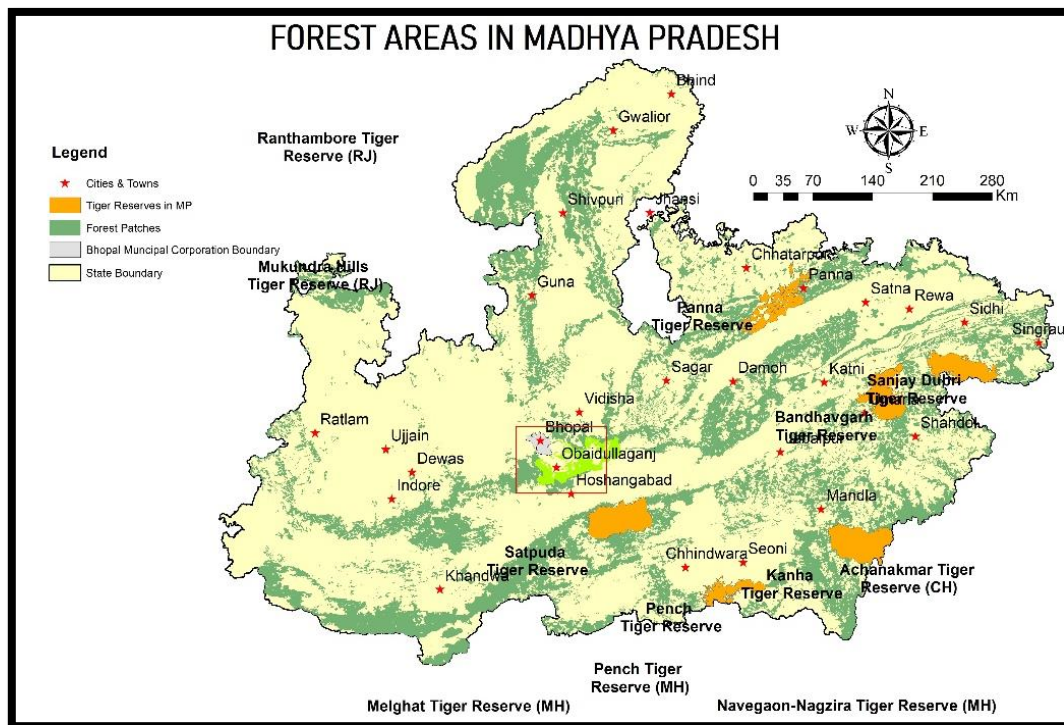 FOREST AREAS IN MADHYA PRADESH
Bhind
Gwalior
N
W E
S
Ranthambore Tiger
Reserve (RJ)
Legend
Cities & Towns
Tiger Reserves in MP
Forest Patches
Bhopal Muncipal Corporation Boundary
State Boundary
0 35 70 140 210 280
Km
Shivpuri
Jhansi
Mukundra Hills
Tiger Reserve (RJ)
Guna
Chhatarpur
Panna
Panna
Tiger Reserve
Satna
Rewa
Sidhi
Singrau
Sagar
Damoh
Katni
Sanjay Dubri
Tiger Reserve
Umaria
Bandhavgarh
Tiger Reserve
Shahdol
Jabalpur
Vidisha
Bhopal
Obaidullaganj
Hoshangabad
Ratlam
Ujjain
Dewas
Indore
Mandla
Satpuda
Tiger Reserve
Khandwa
Chhindwara
Seoni
Kanha
Tiger Reserve
Achanakmar Tiger
Reserve (CH)
Pench
Tiger Reserve
Pench Tiger
Reserve (MH)
Melghat Tiger Reserve (MH)
Navegaon-Nagzira Tiger Reserve (MH)